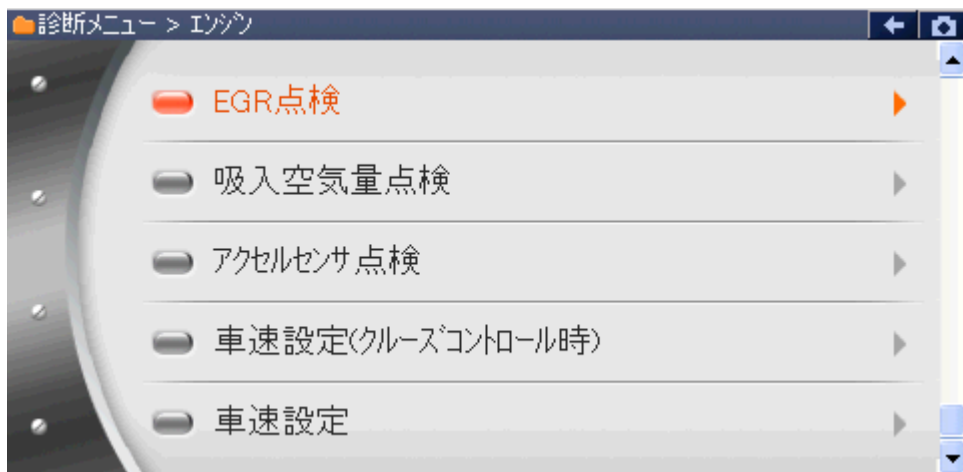 診断メニュー > エンジン
EGR点検
吸入空気量点検
アクセルセンサ点検
車速設定(クルーズコントロール時)
車速設定